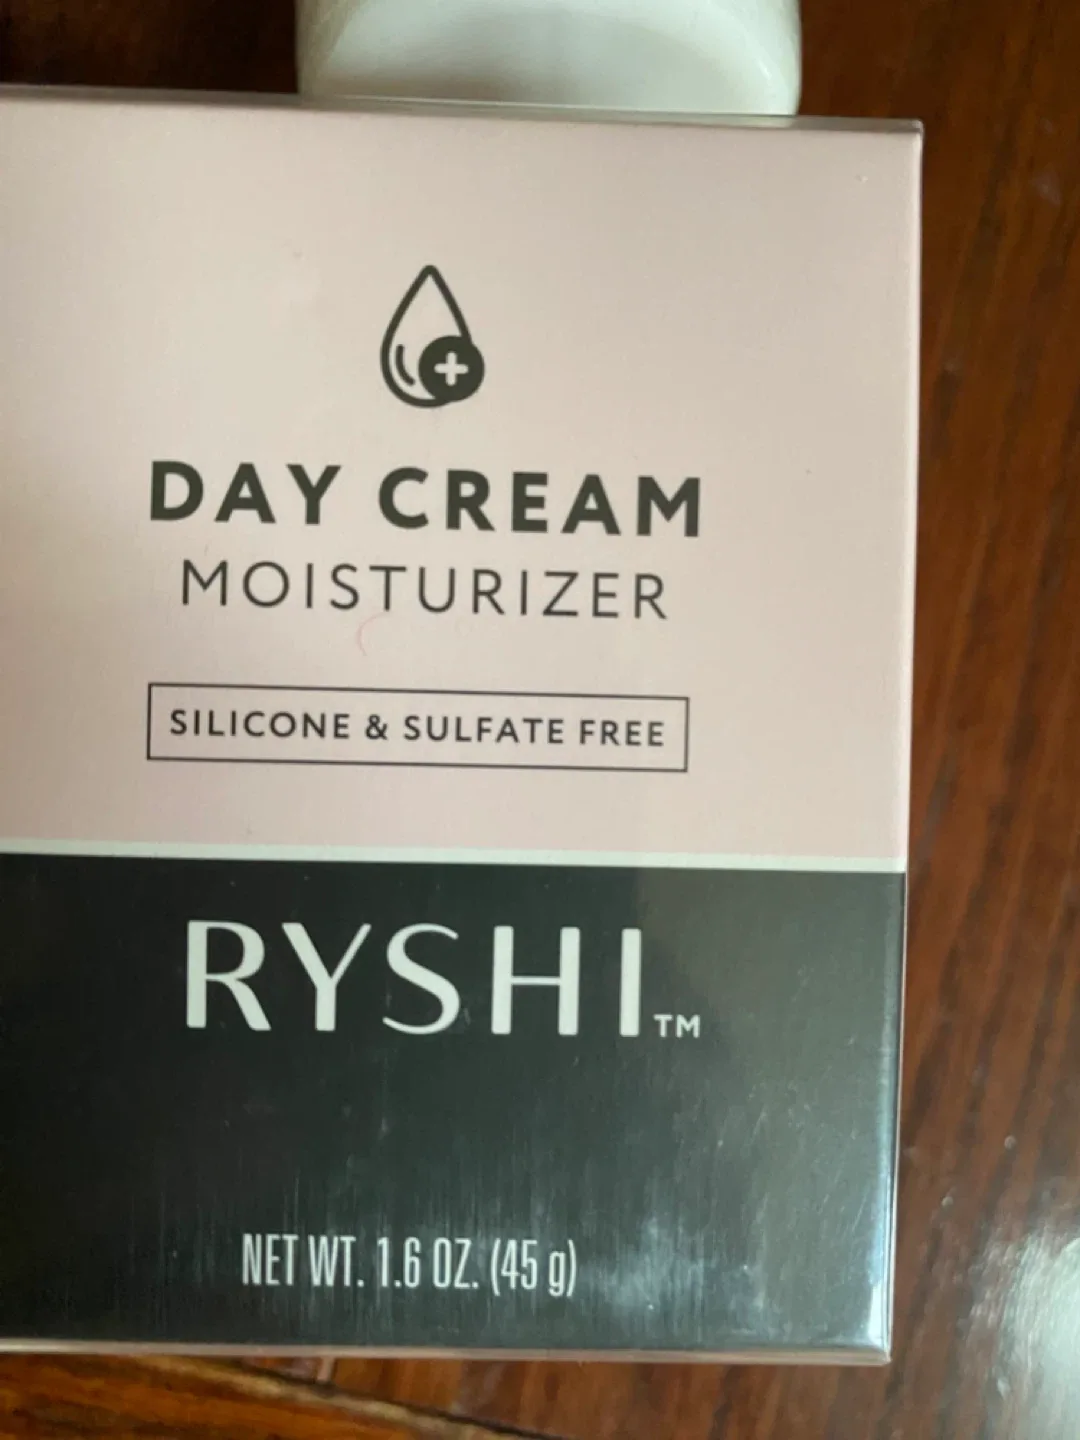 DAY CREAM
MOISTURIZER
SILICONE & SULFATE FREE
RYSHI™
NET WT. 1.6 OZ. (45 g)